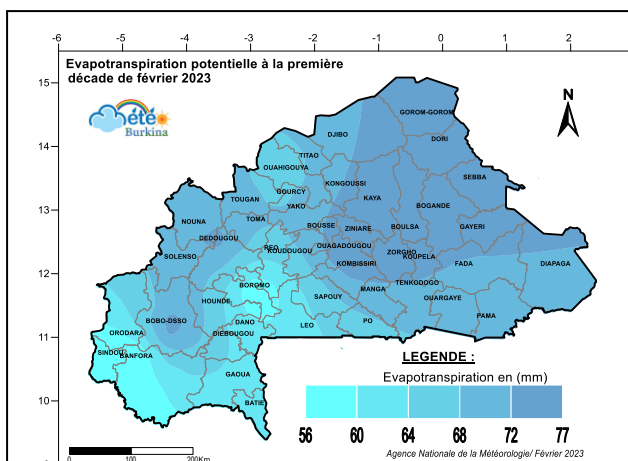 -6 -5 -4 -3 -2 -1 0 1 2
Evapotranspiration potentielle à la première
décade de février 2023
météo
Burkina
N
15
14
13
12
11
10
GOROM-GOROM
DJIBO
DORI
TITAO
OUAHIGOUYA
SEBBA
KONGOUSSI
GOURCY
TOUGAN
KAYA
YAKO
BOGANDE
NOUNA
TOMA
BOUSSE
ZINIARE
BOULSA
GAYERI
DEDOUGOU
REO
KOUDOUGOU
OUAGADOUGOU
ZORGHO
SOLENSO
KOUPELA
KOMBISSIRI
FADA
DIAPAGA
TENKODOGO
BOROMO
MANGA
HOUNDE
SAPOUY
OUARGAYE
PAMA
BOBO-DSSO
DANO
LEO
PO
ORODARA
DIEBOUGOU
SINDOU
BANFORA
GAOUA
BATIE
LEGENDE :
Evapotranspiration en (mm)
56 60 64 68 72 77
0 100 200Km
Agence Nationale de la Météorologie/ Février 2023